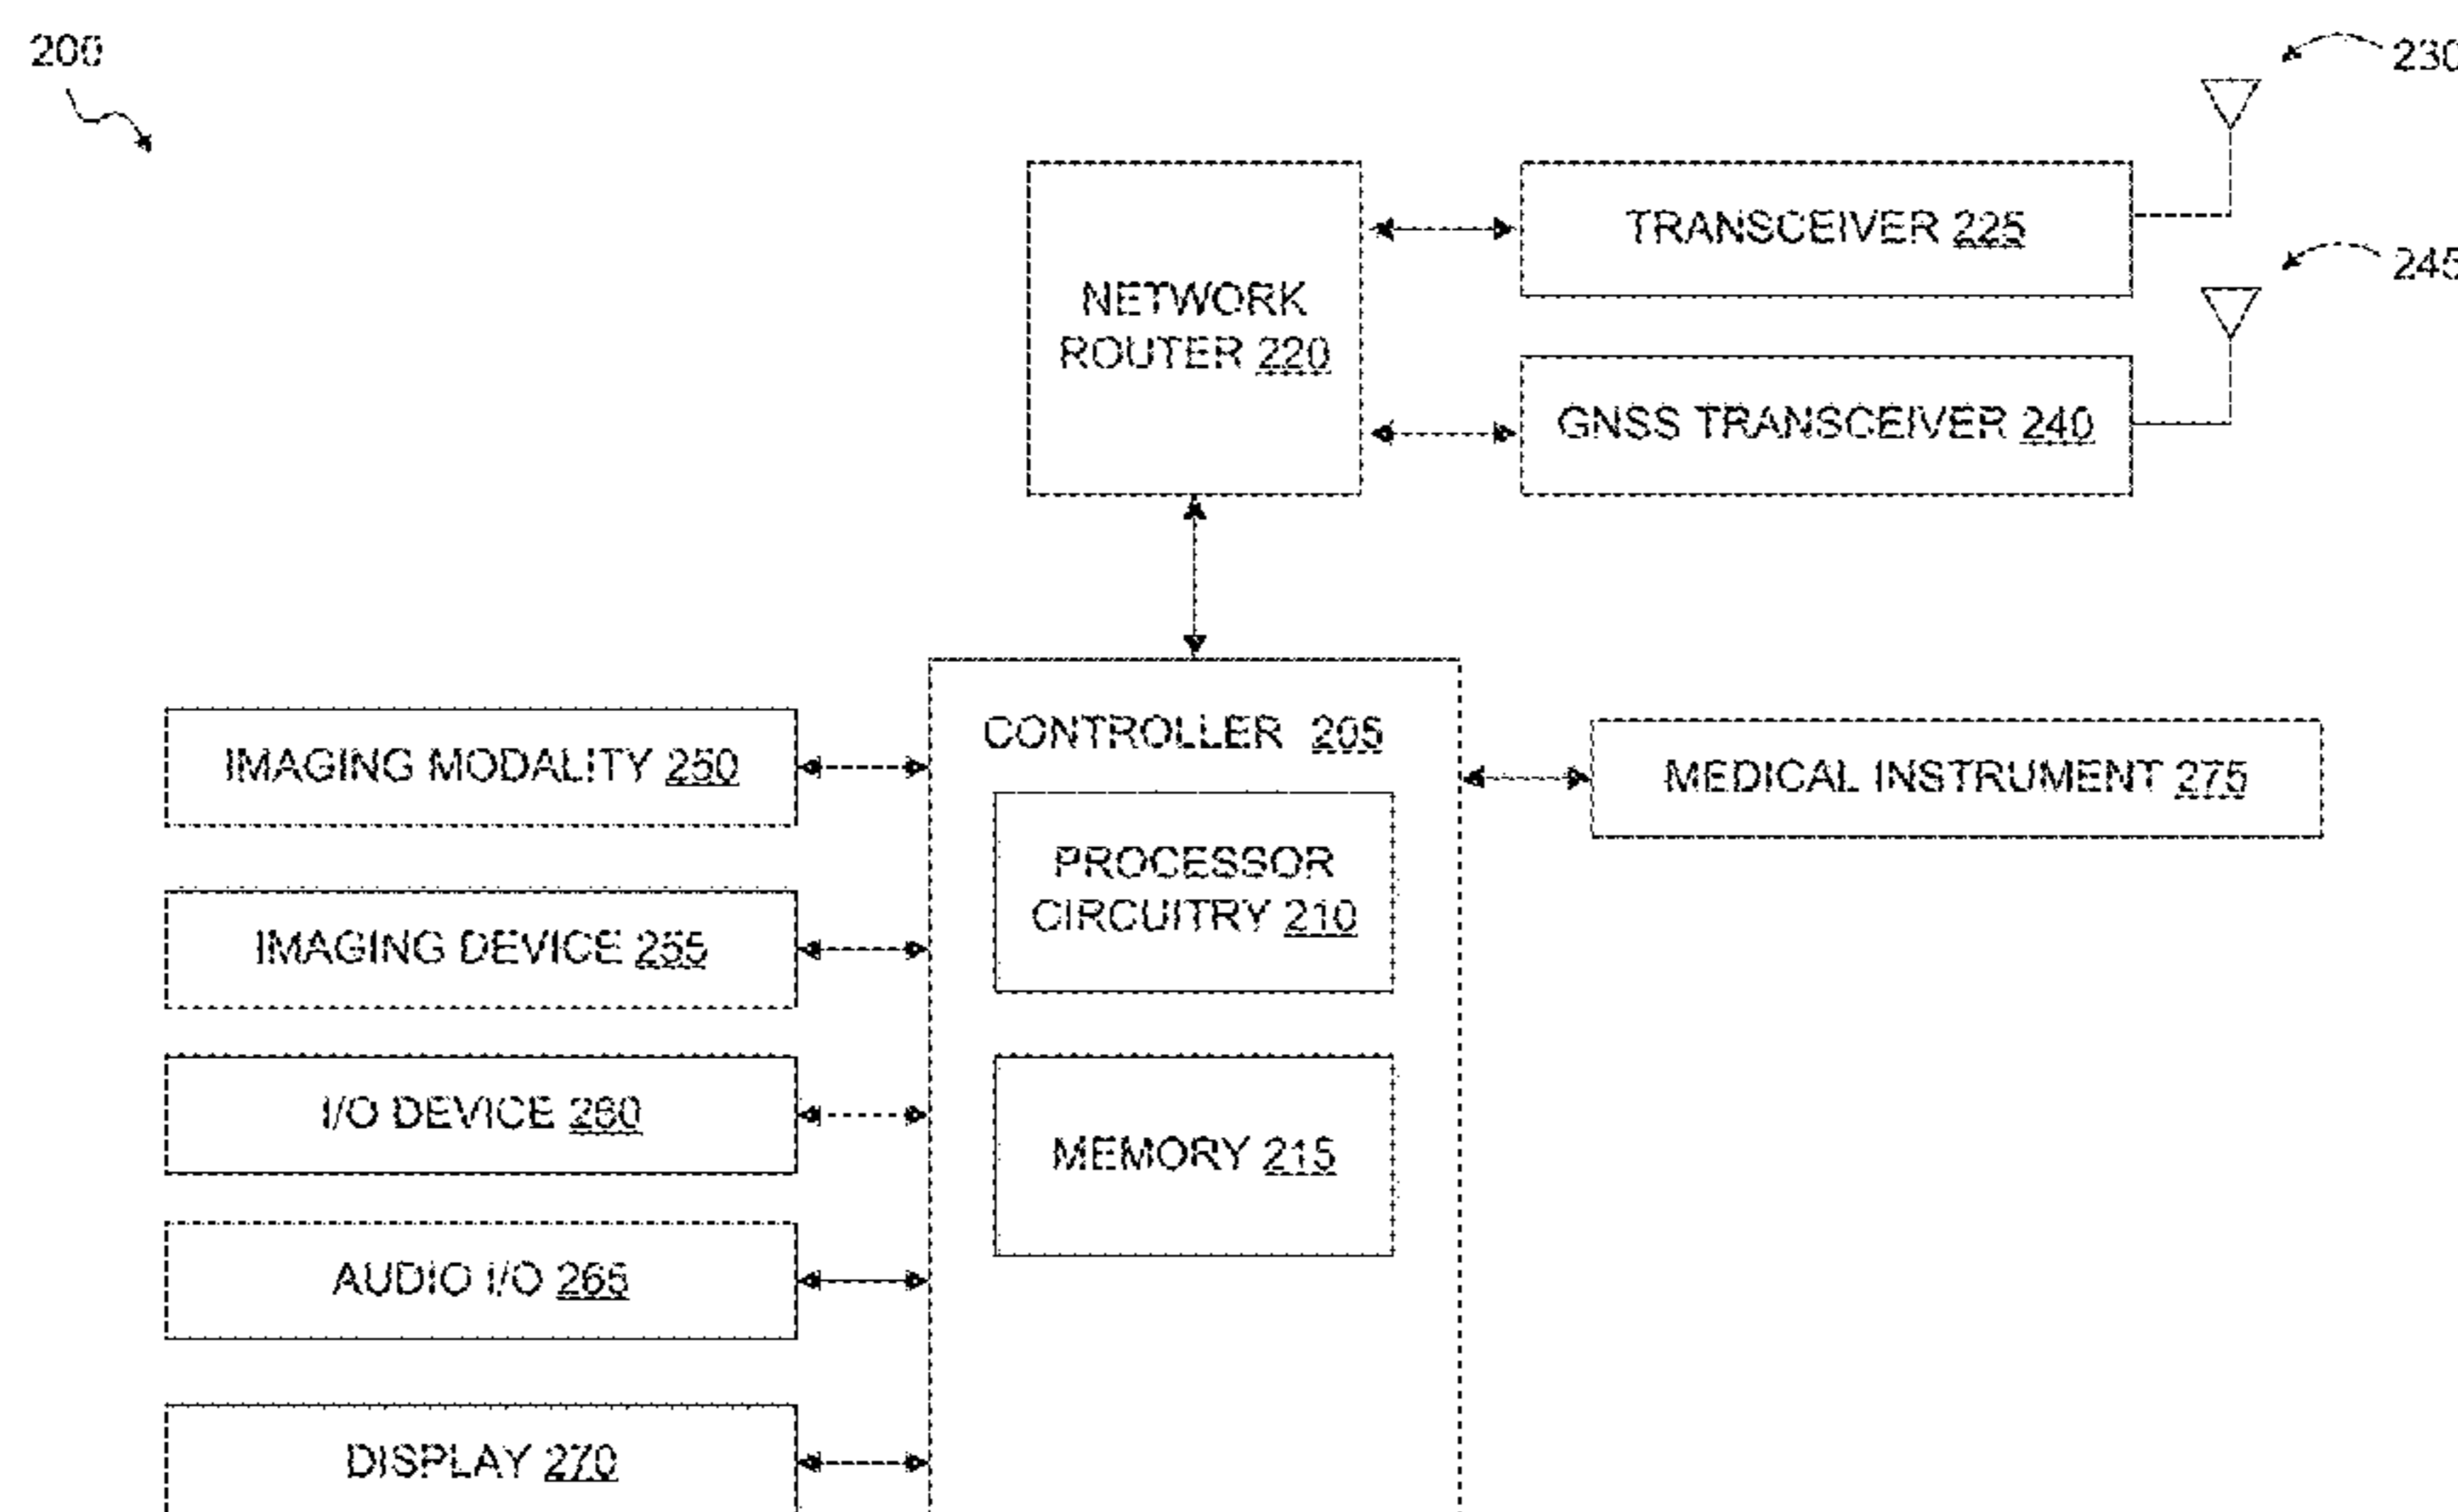 200
230
TRANSCEIVER 225
245
NETWORK
ROUTER 220
GNSS TRANSCEIVER 240
CONTROLLER 205
IMAGING MODALITY 250
MEDICAL INSTRUMENT 275
PROCESSOR
CIRCUITRY 210
IMAGING DEVICE 255
I/O DEVICE 260
MEMORY 215
AUDIO I/O 265
DISPLAY 270